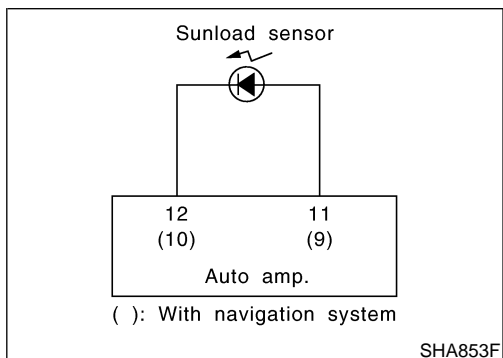 Sunload sensor
12 11
(10) (9)
Auto amp.
( ): With navigation system
SHA853F